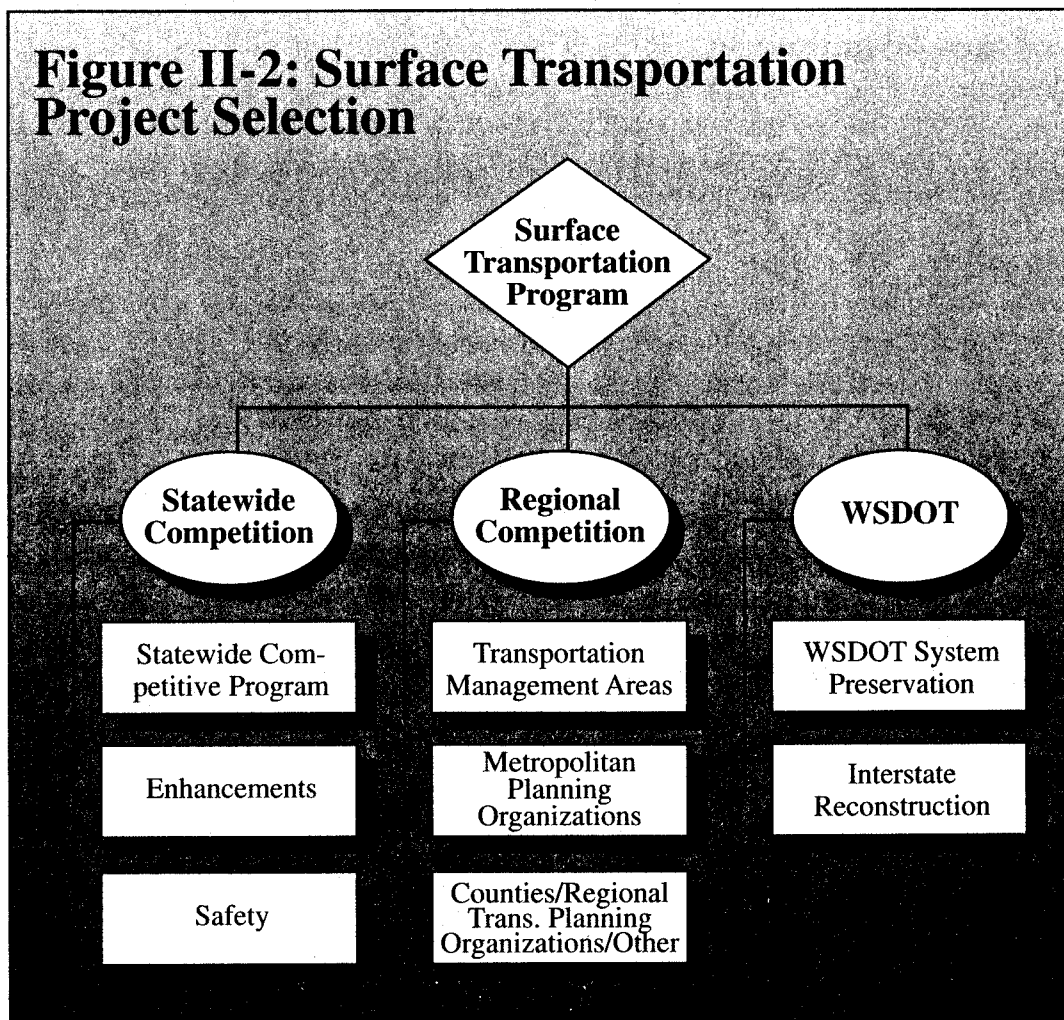 Figure II-2: Surface Transportation
Project Selection
Surface
Transportation
Program
Statewide
Competition
Regional
Competition
WSDOT
Statewide Com-
petitive Program
Transportation
Management Areas
WSDOT System
Preservation
Enhancements
Metropolitan
Planning
Organizations
Interstate
Reconstruction
Safety
Counties/Regional
Trans. Planning
Organizations/Other